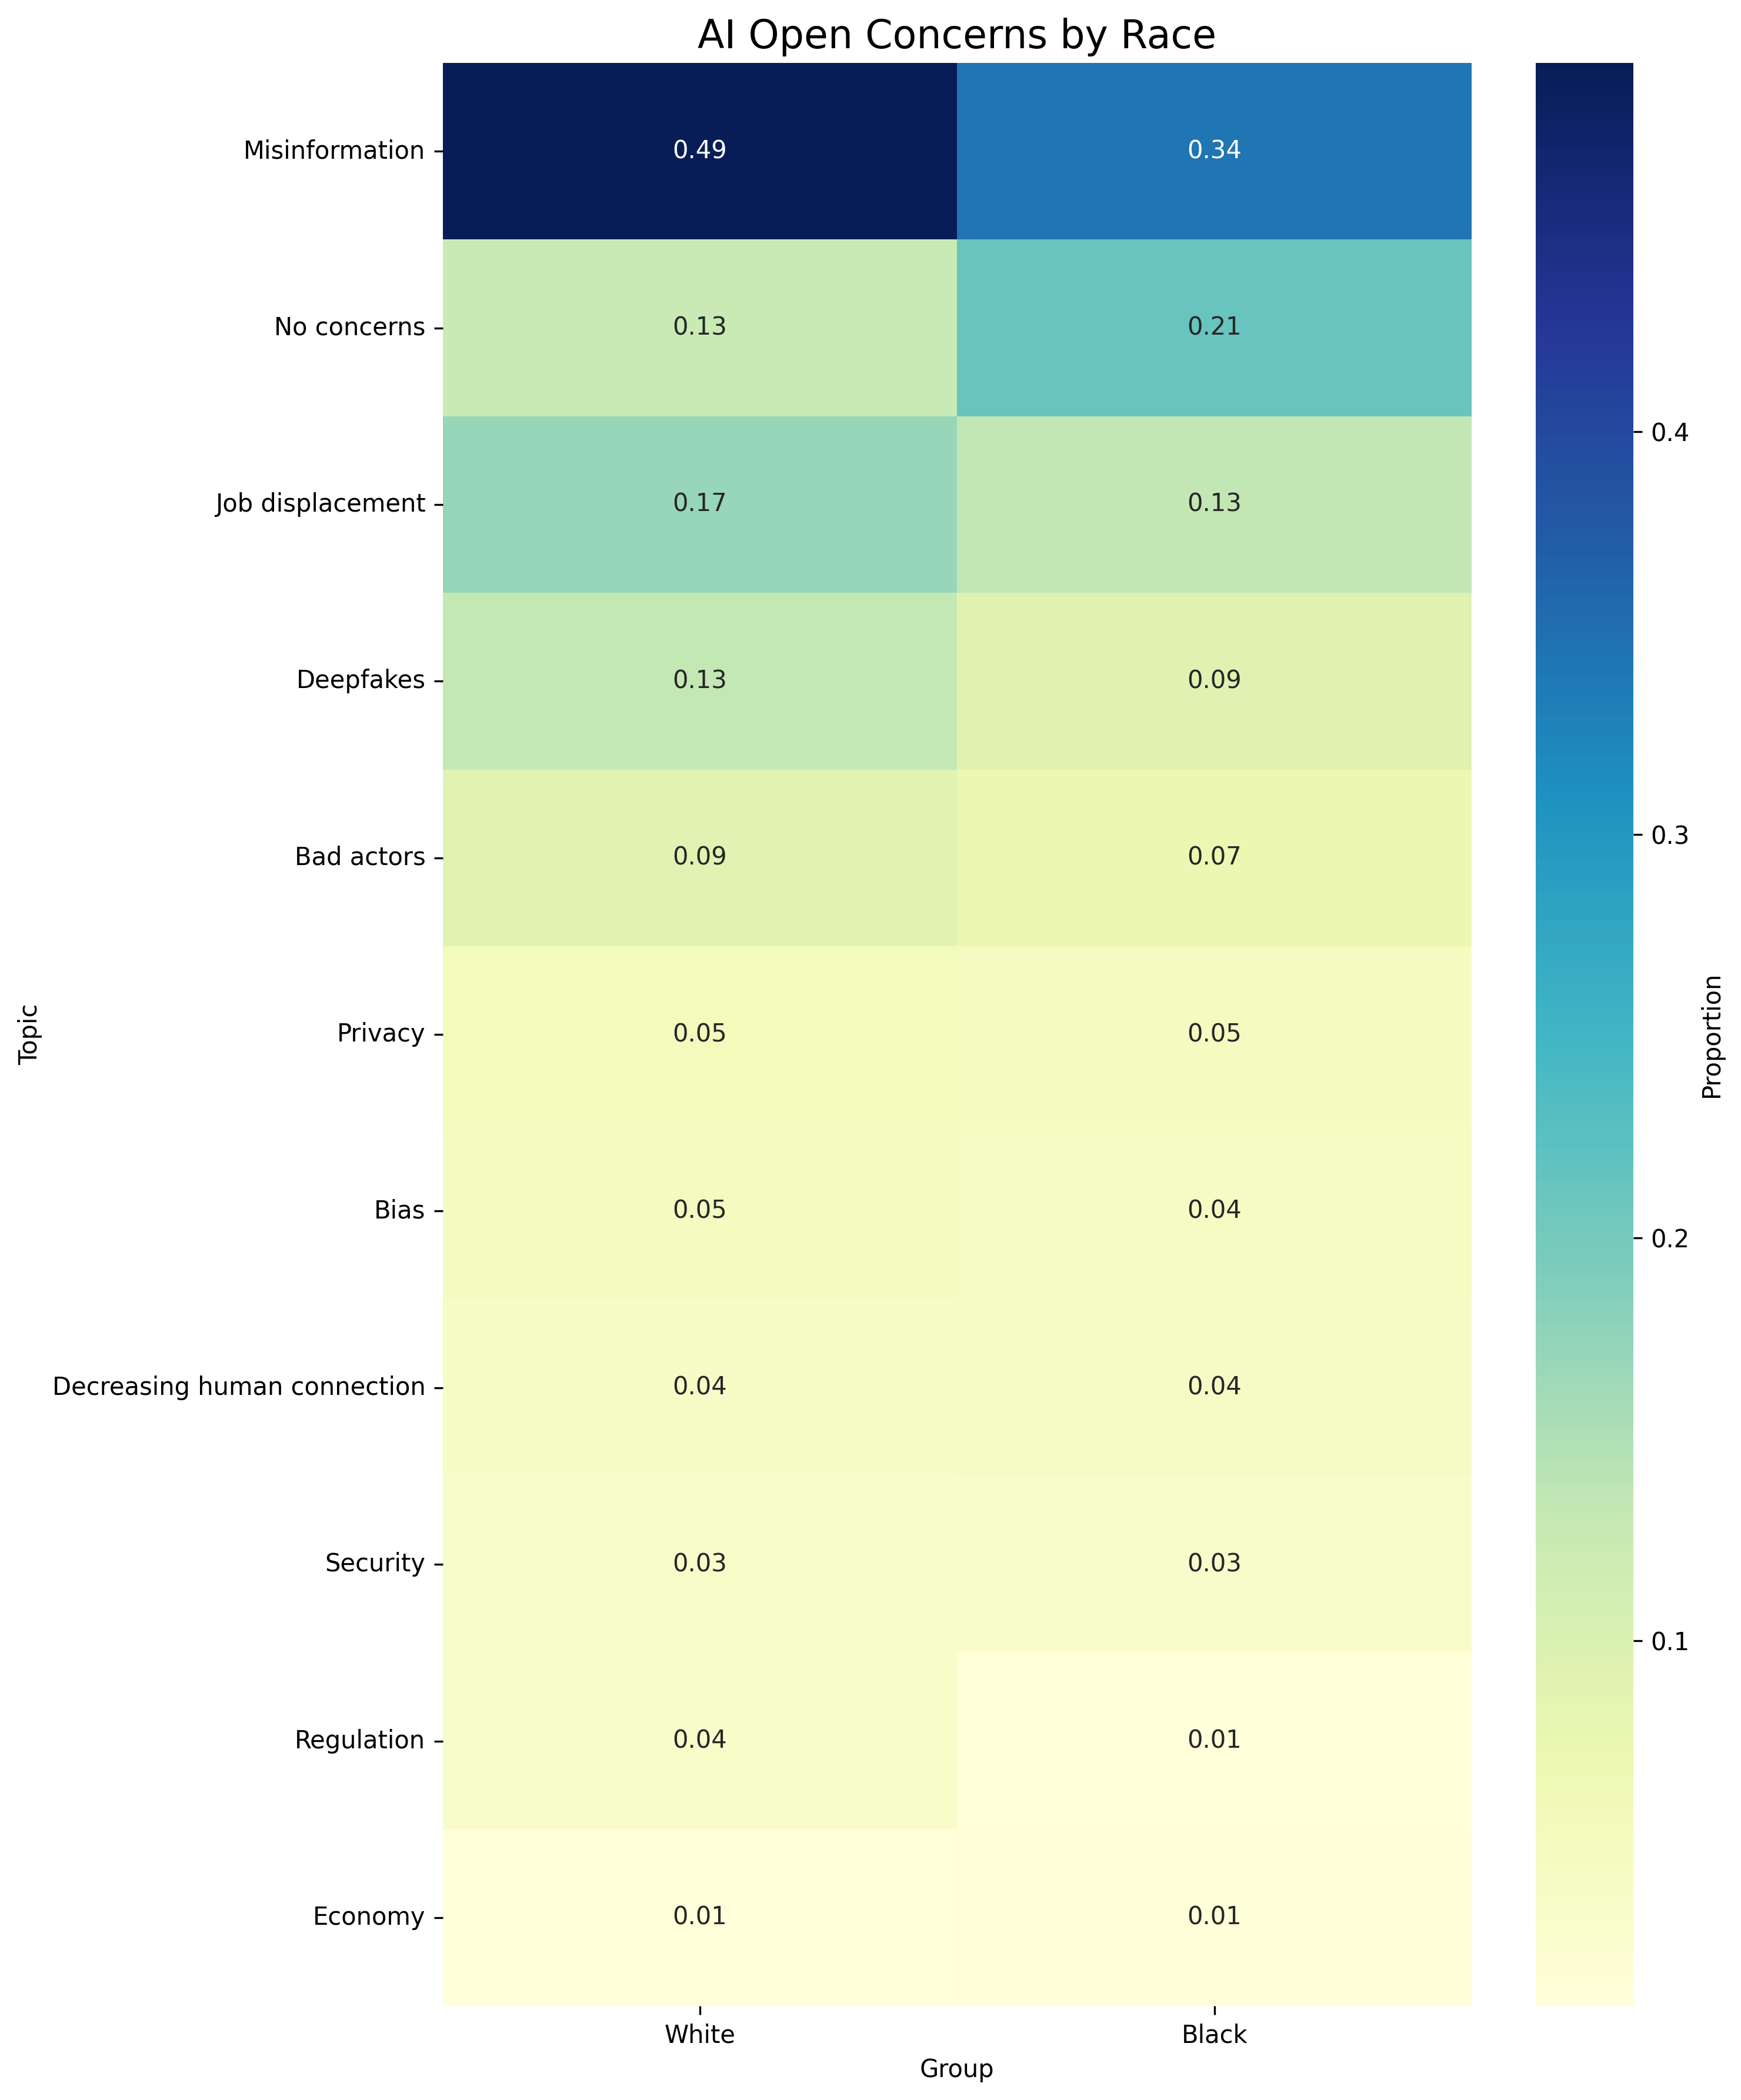 AI Open Concerns by Race
Misinformation 0.49 0.34
No concerns 0.13 0.21
Job displacement 0.17 0.13
Deepfakes 0.13 0.09
Bad actors 0.09 0.07
Privacy 0.05 0.05
Bias 0.05 0.04
Decreasing human connection 0.04 0.04
Security 0.03 0.03
Regulation 0.04 0.01
Economy 0.01 0.01
White Black
Group
Topic
0.4
0.3
0.2
0.1
Proportion